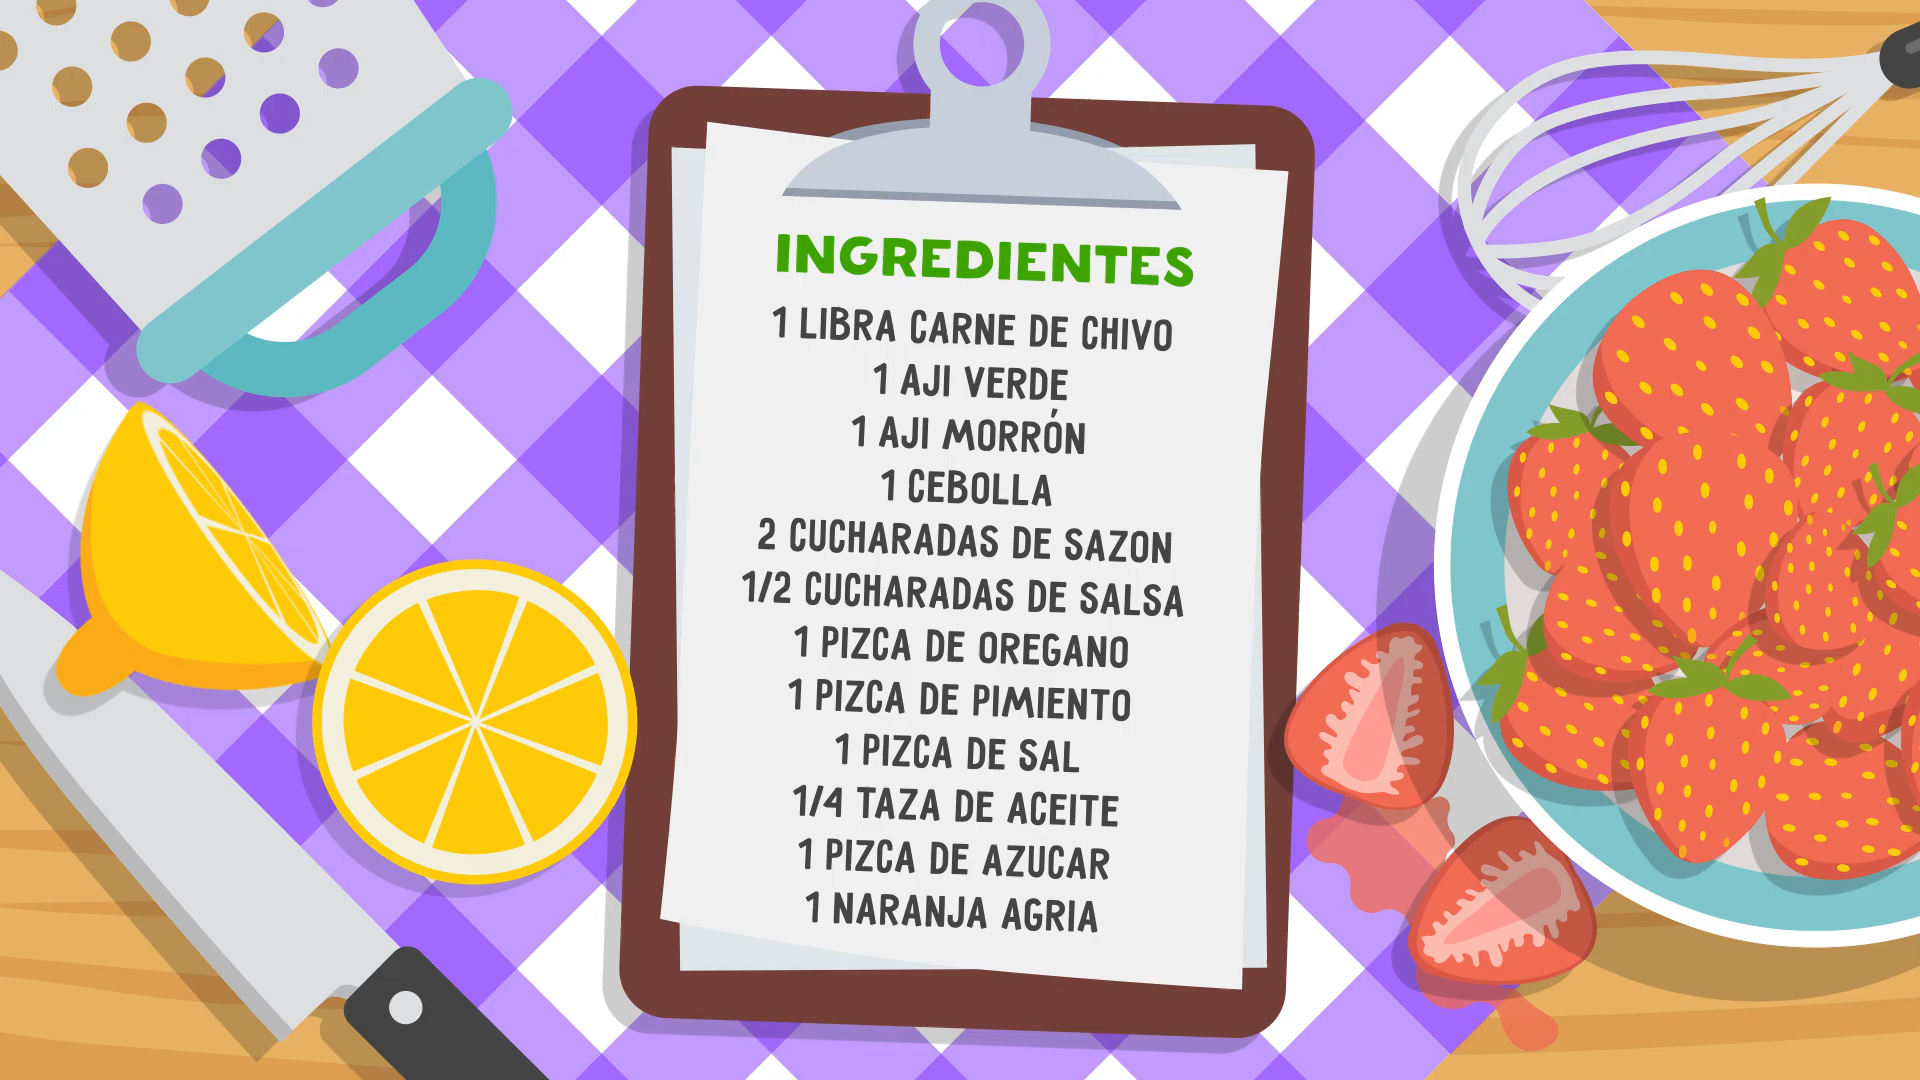 INGREDIENTES
1 LIBRA CARNE DE CHIVO
1 AJI VERDE
1 AJI MORRÓN
1 CEBOLLA
2 CUCHARADAS DE SAZON
1/2 CUCHARADAS DE SALSA
1 PIZCA DE OREGANO
1 PIZCA DE PIMIENTO
1 PIZCA DE SAL
1/4 TAZA DE ACEITE
1 PIZCA DE AZUCAR
1 NARANJA AGRIA